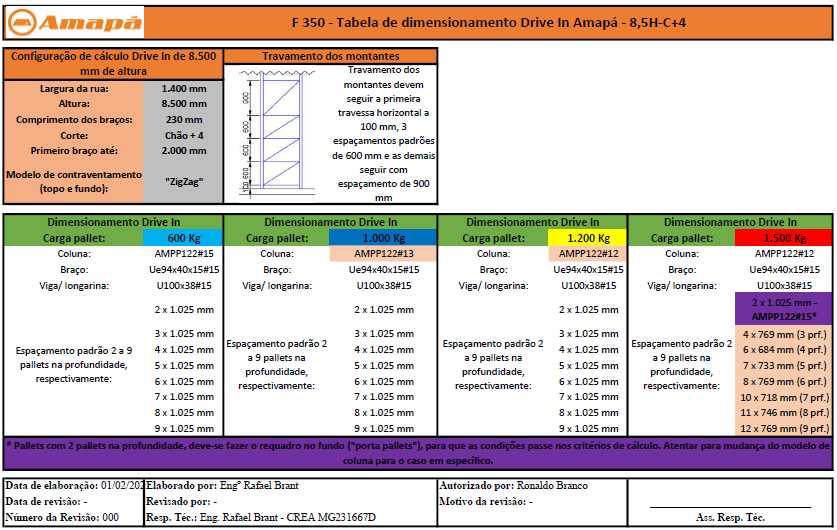 Amapá
F 350 - Tabela de dimensionamento Drive In Amapá - 8,5H-C+4
Configuração de cálculo Drive In de 8.500
mm de altura
Largura da rua: 1.400 mm
Altura: 8.500 mm
Comprimento dos braços: 230 mm
Corte: Chão + 4
Primeiro braço até: 2.000 mm
Modelo de contraventamento
(topo e fundo): "ZigZag"
Travamento dos montantes
900
600
600
600
100
Travamento dos
montantes devem
seguir a primeira
travessa horizontal a
100 mm, 3
espaçamentos padrões
de 600 mm e as demais
seguir com
espaçamento de 900
mm
Dimensionamento Drive In
Carga pallet: 600 Kg
Coluna: AMPP122#15
Braço: Ue94x40x15#15
Viga/ longarina: U100x38#15
Espaçamento padrão 2 a 9
pallets na profundidade,
respectivamente:
2 x 1.025 mm
3 x 1.025 mm
4 x 1.025 mm
5 x 1.025 mm
6 x 1.025 mm
7 x 1.025 mm
8 x 1.025 mm
9 x 1.025 mm
Dimensionamento Drive In
Carga pallet: 1.000 Kg
Coluna: AMPP122#13
Braço: Ue94x40x15#15
Viga/ longarina: U100x38#15
Espaçamento padrão 2
a 9 pallets na
profundidade,
respectivamente:
2 x 1.025 mm
3 x 1.025 mm
4 x 1.025 mm
5 x 1.025 mm
6 x 1.025 mm
7 x 1.025 mm
8 x 1.025 mm
9 x 1.025 mm
Dimensionamento Drive In
Carga pallet: 1.200 Kg
Coluna: AMPP122#12
Braço: Ue94x40x15#15
Viga/ longarina: U100x38#15
Espaçamento padrão 2
a 9 pallets na
profundidade,
respectivamente:
2 x 1.025 mm
3 x 1.025 mm
4 x 1.025 mm
5 x 1.025 mm
6 x 1.025 mm
7 x 1.025 mm
8 x 1.025 mm
9 x 1.025 mm
Dimensionamento Drive In
Carga pallet: 1.500 Kg
Coluna: AMPP122#12
Braço: Ue94x40x15#15
Viga/ longarina: U100x38#15
Espaçamento padrão 2
a 9 pallets na
profundidade,
respectivamente:
2 x 1.025 mm -
AMPP122#15*
4 x 769 mm (3 prf.)
6 x 684 mm (4 prf.)
7 x 733 mm (5 prf.)
8 x 769 mm (6 prf.)
10 x 718 mm (7 prf.)
11 x 746 mm (8 prf.)
12 x 769 mm (9 prf.)
* Pallets com 2 pallets na profundidade, deve-se fazer o requadro no fundo ("porta pallets"), para que as condições passe nos critérios de cálculo. Atentar para mudança do modelo de
coluna para o caso em específico.
Data de elaboração: 01/02/202
Data de revisão: -
Número da Revisão: 000
Elaborado por: Engº Rafael Brant
Revisado por: -
Resp. Téc.: Eng. Rafael Brant - CREA MG231667D
Autorizado por: Ronaldo Branco
Motivo da revisão: -
Ass. Resp. Téc.